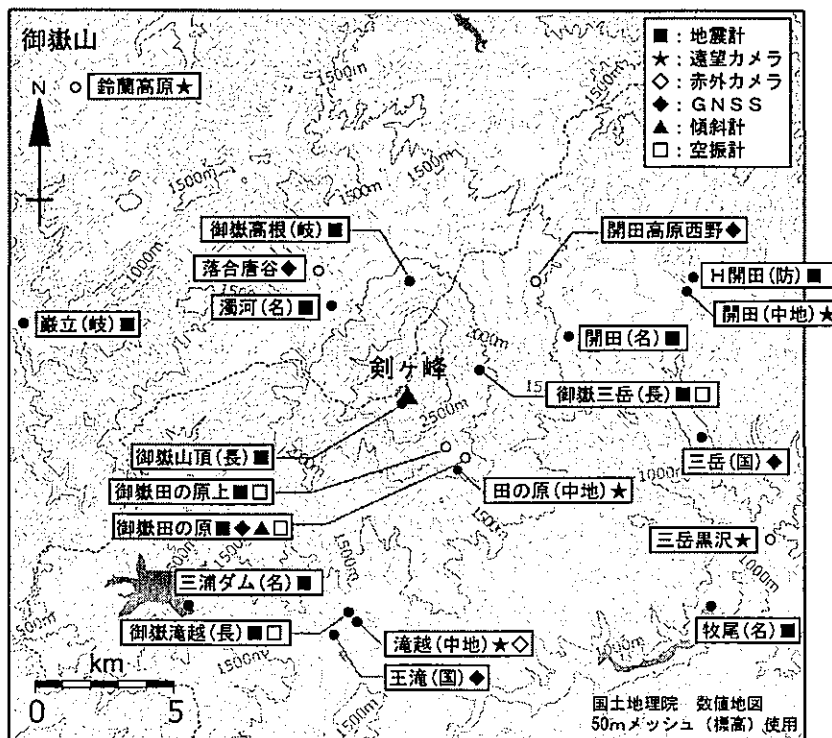 御嶽山
■：地震計
★：遠望カメラ
◇：赤外カメラ
◆：GNSS
▲：傾斜計
□：空振計
N
鈴蘭高原★
1500m
1500m
1500m
1500m
1500m
御嶽高根(岐)■
開田高原西野◆
1000m
落合唐谷◆
H開田(防)■
濁河(名)■
開田(中地)★
巌立(岐)■
2000m
開田(名)■
剣ヶ峰
御嶽三岳(長)■□
2500m
御嶽山頂(長)■
三岳(国)◆
御嶽田の原上■□
1000m
田の原(中地)★
御嶽田の原■◆▲□
1500m
三岳黒沢★
1500m
1000m
三浦ダム(名)■
御嶽滝越(長)■□
牧尾(名)■
滝越(中地)★◇
1000m
1500m
王滝(国)◆
km
0 5
1500m
国土地理院 数値地図
50mメッシュ(標高)使用